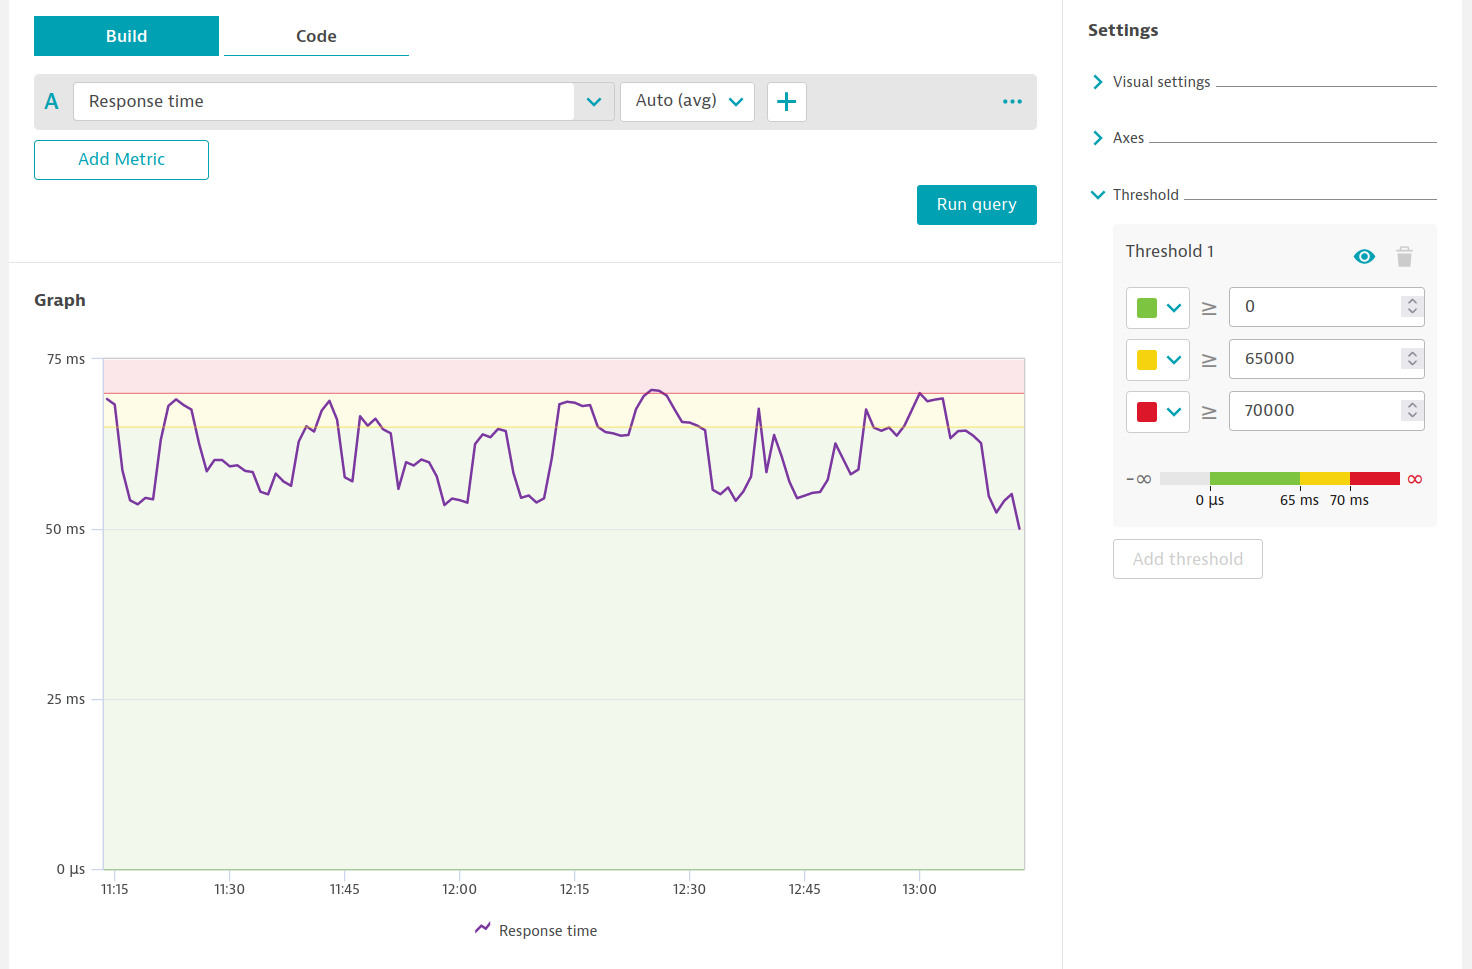 Build
Code
A
Response time
Auto (avg)
Add Metric
Run query
Graph
75 ms
50 ms
25 ms
0 µs
11:15
11:30
11:45
12:00
12:15
12:30
12:45
13:00
Response time
Settings
Visual settings
Axes
Threshold
Threshold 1
≥ 0
≥ 65000
≥ 70000
-∞ ∞
0 µs 65 ms 70 ms
Add threshold